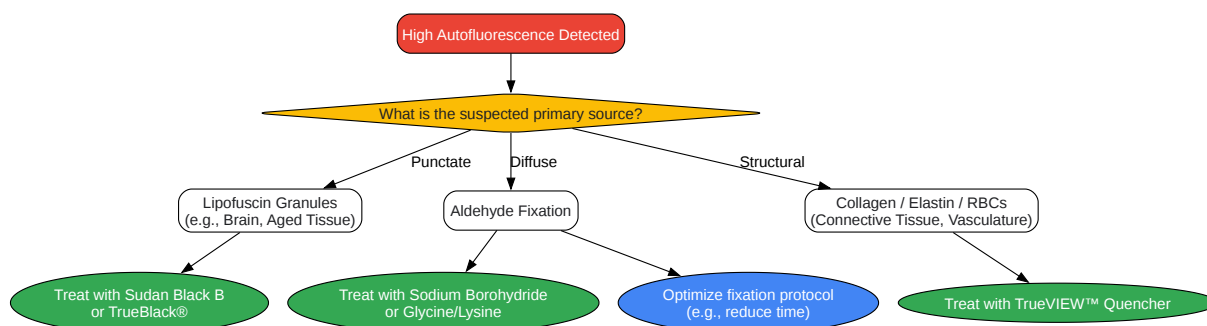 High Autofluorescence Detected
What is the suspected primary source?
Punctate
Diffuse
Structural
Lipofuscin Granules
(e.g., Brain, Aged Tissue)
Aldehyde Fixation
Collagen / Elastin / RBCs
(Connective Tissue, Vasculature)
Treat with Sudan Black B
or TrueBlack®
Treat with Sodium Borohydride
or Glycine/Lysine
Optimize fixation protocol
(e.g., reduce time)
Treat with TrueVIEW™ Quencher